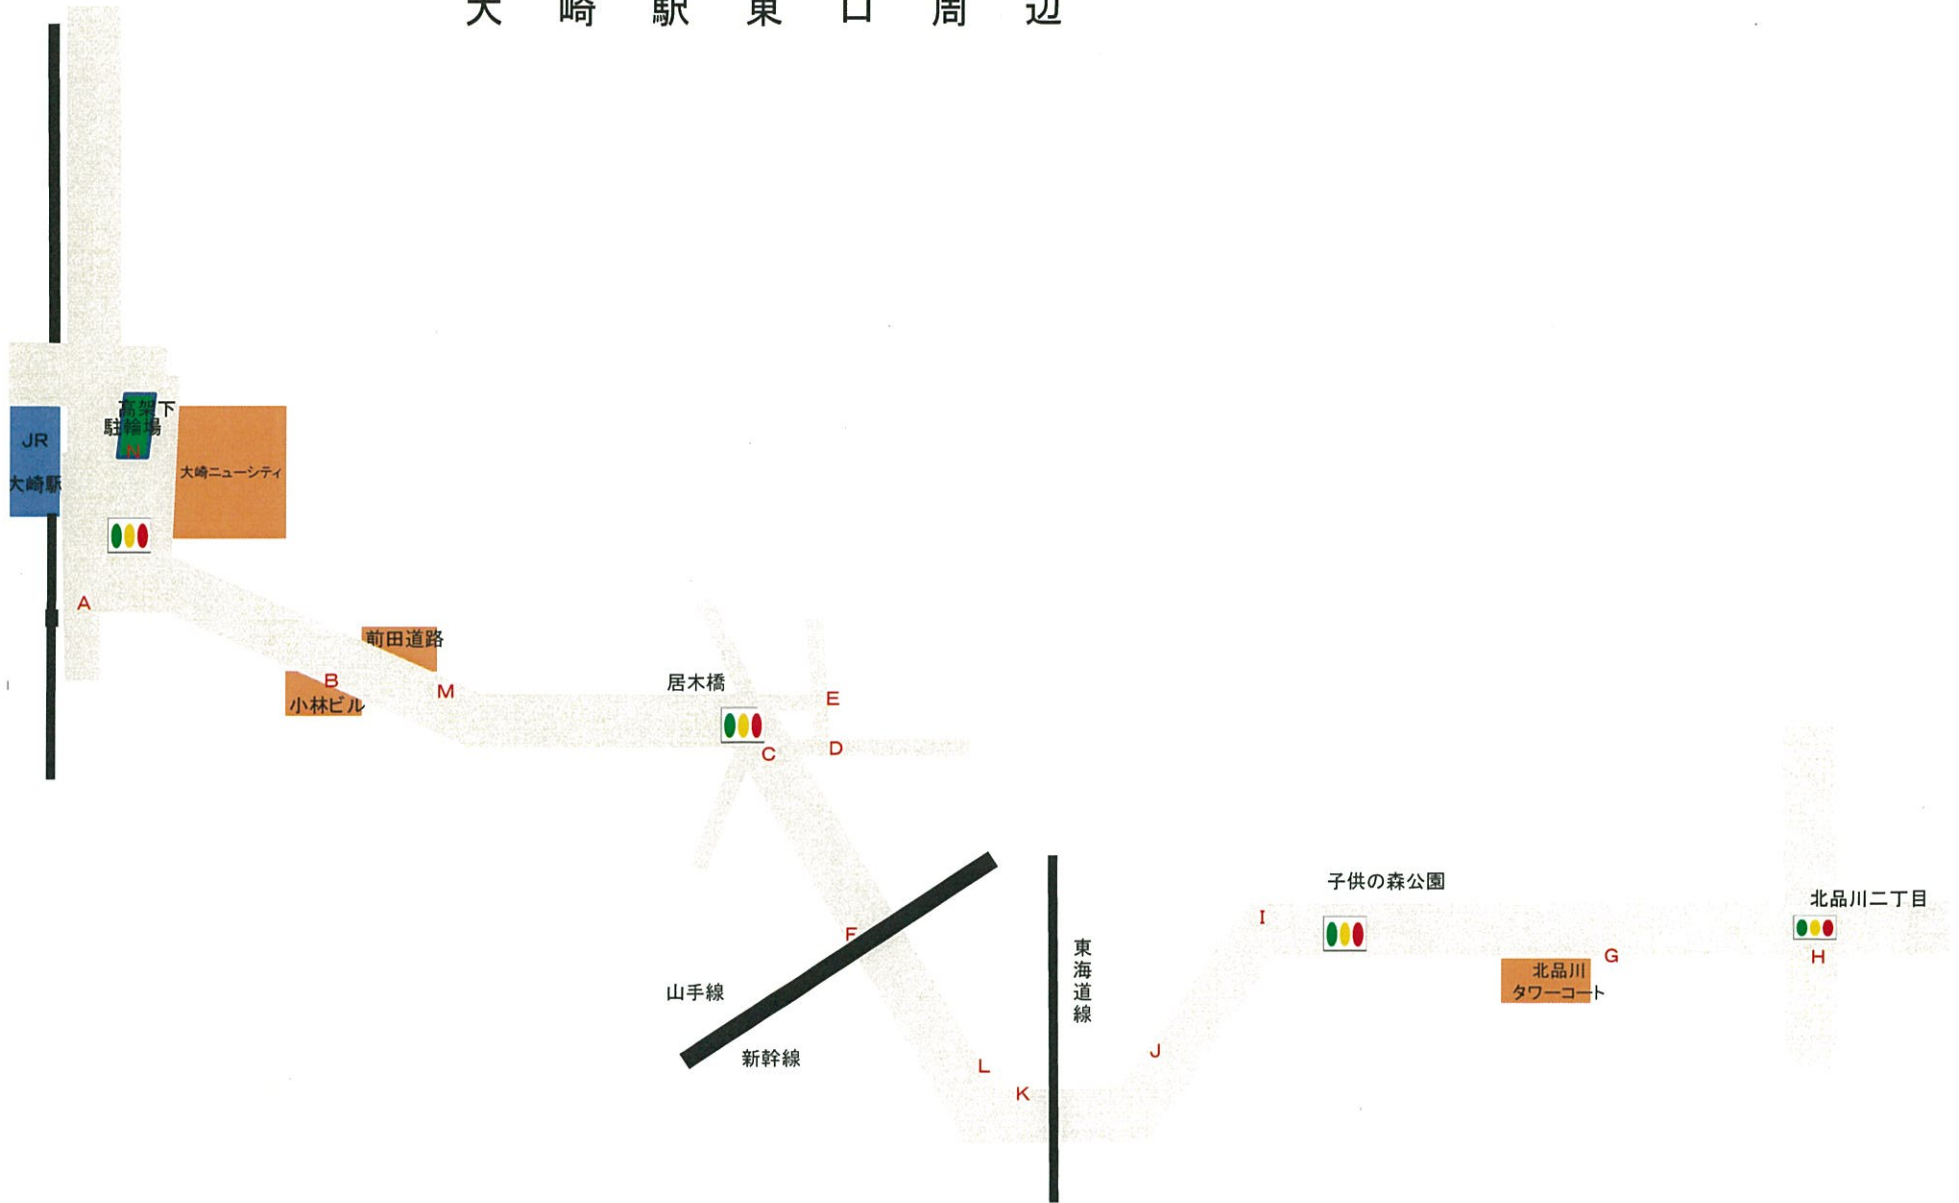 大崎駅東口周辺
高架下
駐輪場
N
JR
大崎駅
大崎ニューシティ
A
前田道路
B
小林ビル
M
居木橋
E
D
C
F
山手線
新幹線
東海道線
L
K
J
I
子供の森公園
北品川
タワーコート
G
北品川二丁目
H